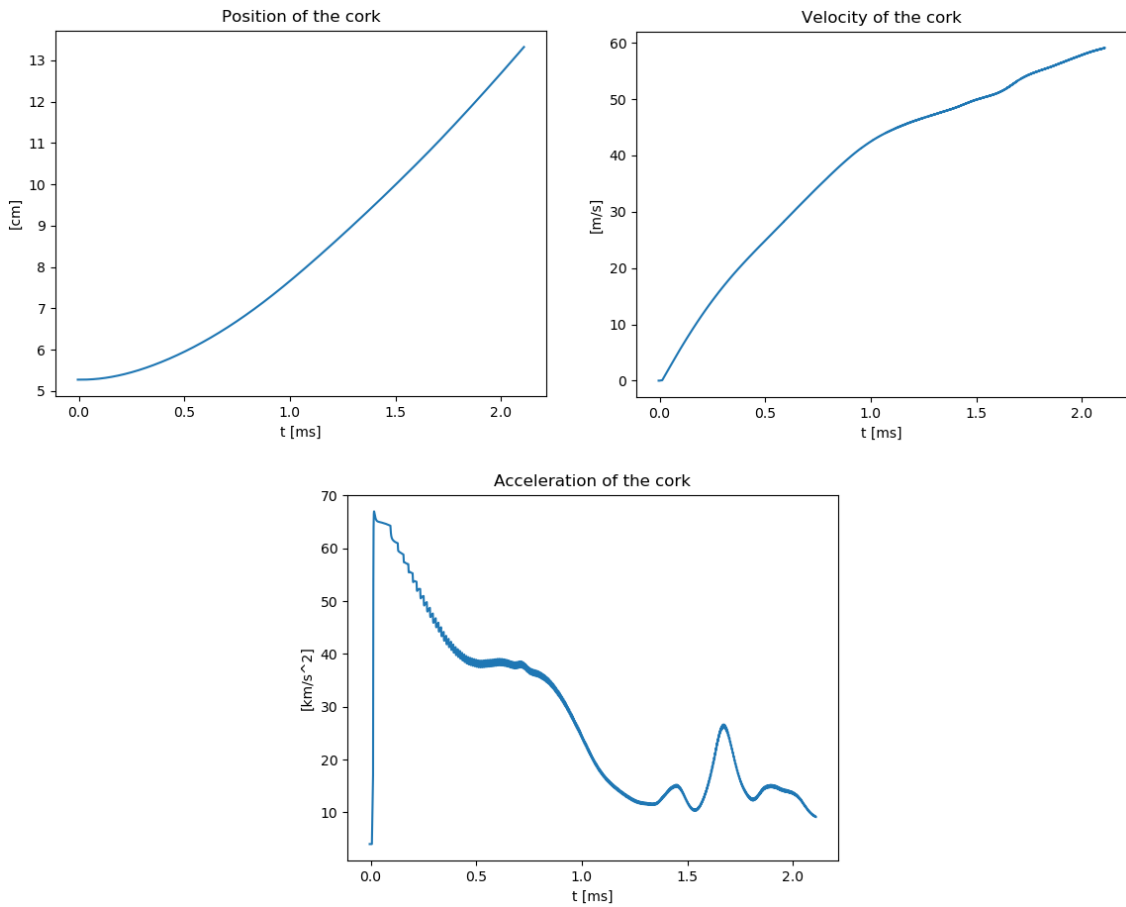 Position of the cork
13
12
11
10
9
8
7
6
5
[cm]
0.0 0.5 1.0 1.5 2.0
t [ms]
Velocity of the cork
60
50
40
30
20
10
0
[m/s]
0.0 0.5 1.0 1.5 2.0
t [ms]
Acceleration of the cork
70
60
50
40
30
20
10
[km/s^2]
0.0 0.5 1.0 1.5 2.0
t [ms]